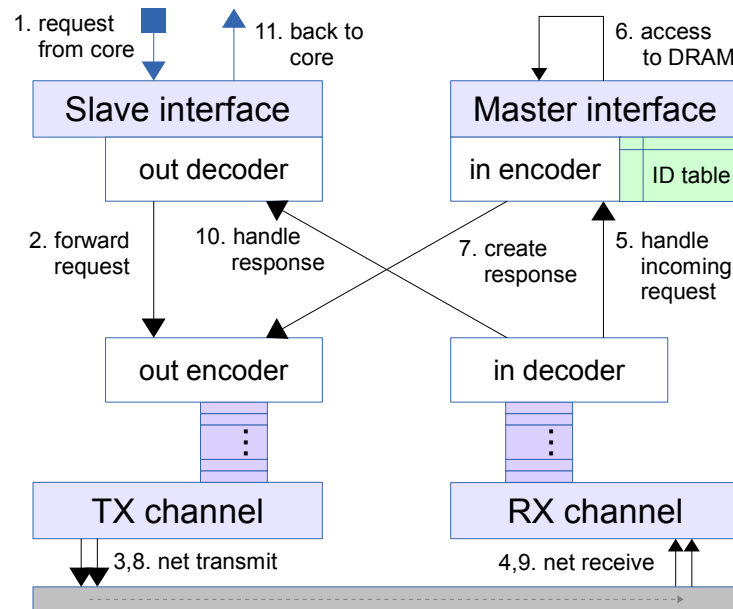 1. request
from core
11. back to
core
6. access
to DRAM
Slave interface
Master interface
out decoder
in encoder
ID table
2. forward
request
10. handle
response
7. create
response
5. handle
incoming
request
out encoder
in decoder
TX channel
RX channel
3,8. net transmit
4,9. net receive